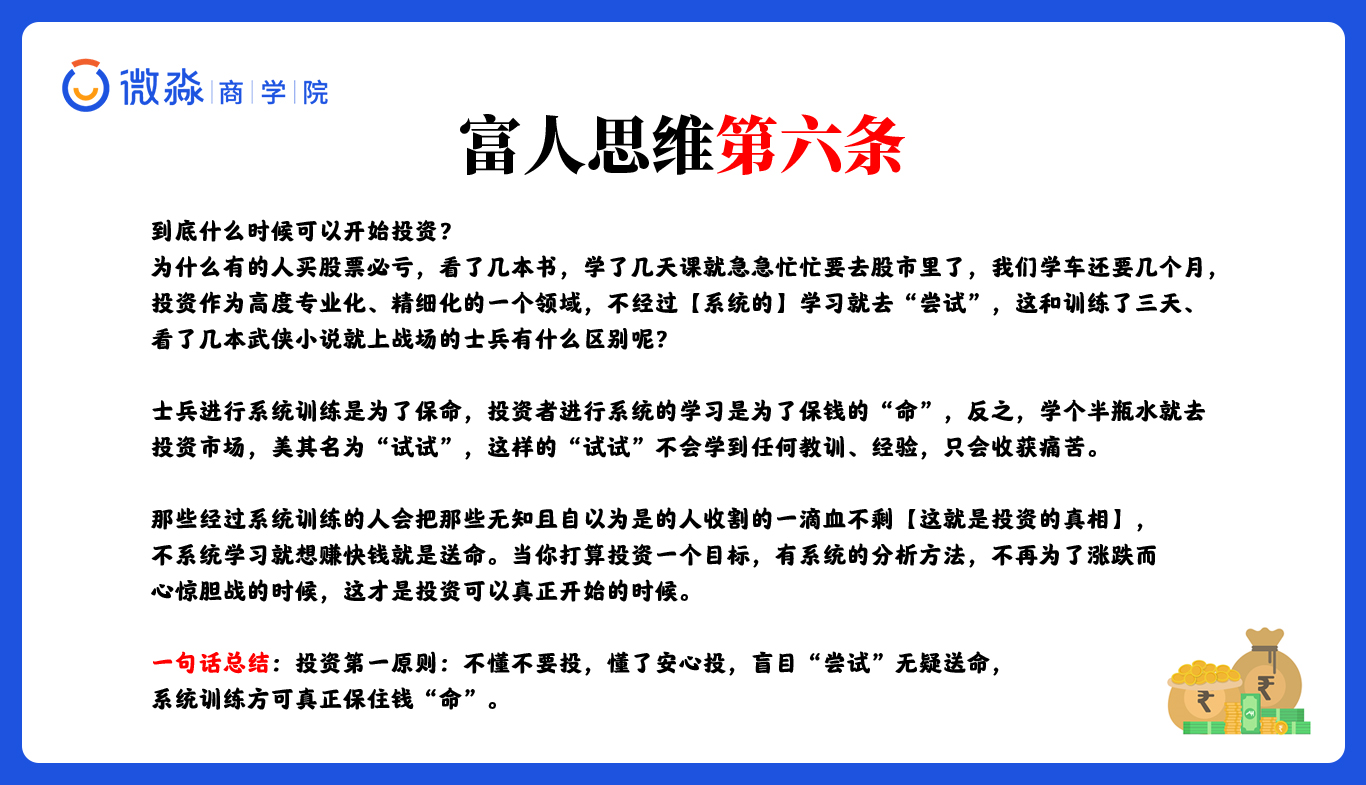 微淼商学院
富人思维第六条
到底什么时候可以开始投资？
为什么有的人买股票必亏，看了几本书，学了几天课就急急忙忙要去股市里了，我们学车还要几个月，
投资作为高度专业化、精细化的一个领域，不经过【系统的】学习就去“尝试”，这和训练了三天、
看了几本武侠小说就上战场的士兵有什么区别呢？
士兵进行系统训练是为了保命，投资者进行系统的学习是为了保钱的“命”，反之，学个半瓶水就去
投资市场，美其名为“试试”，这样的“试试”不会学到任何教训、经验，只会收获痛苦。
那些经过系统训练的人会把那些无知且自以为是的人收割的一滴血不剩【这就是投资的真相】，
不系统学习就想赚快钱就是送命。当你打算投资一个目标，有系统的分析方法，不再为了涨跌而
心惊胆战的时候，这才是投资可以真正开始的时候。
一句话总结：投资第一原则：不懂不要投，懂了安心投，盲目“尝试”无疑送命，
系统训练方可真正保住钱“命”。
₹
₹